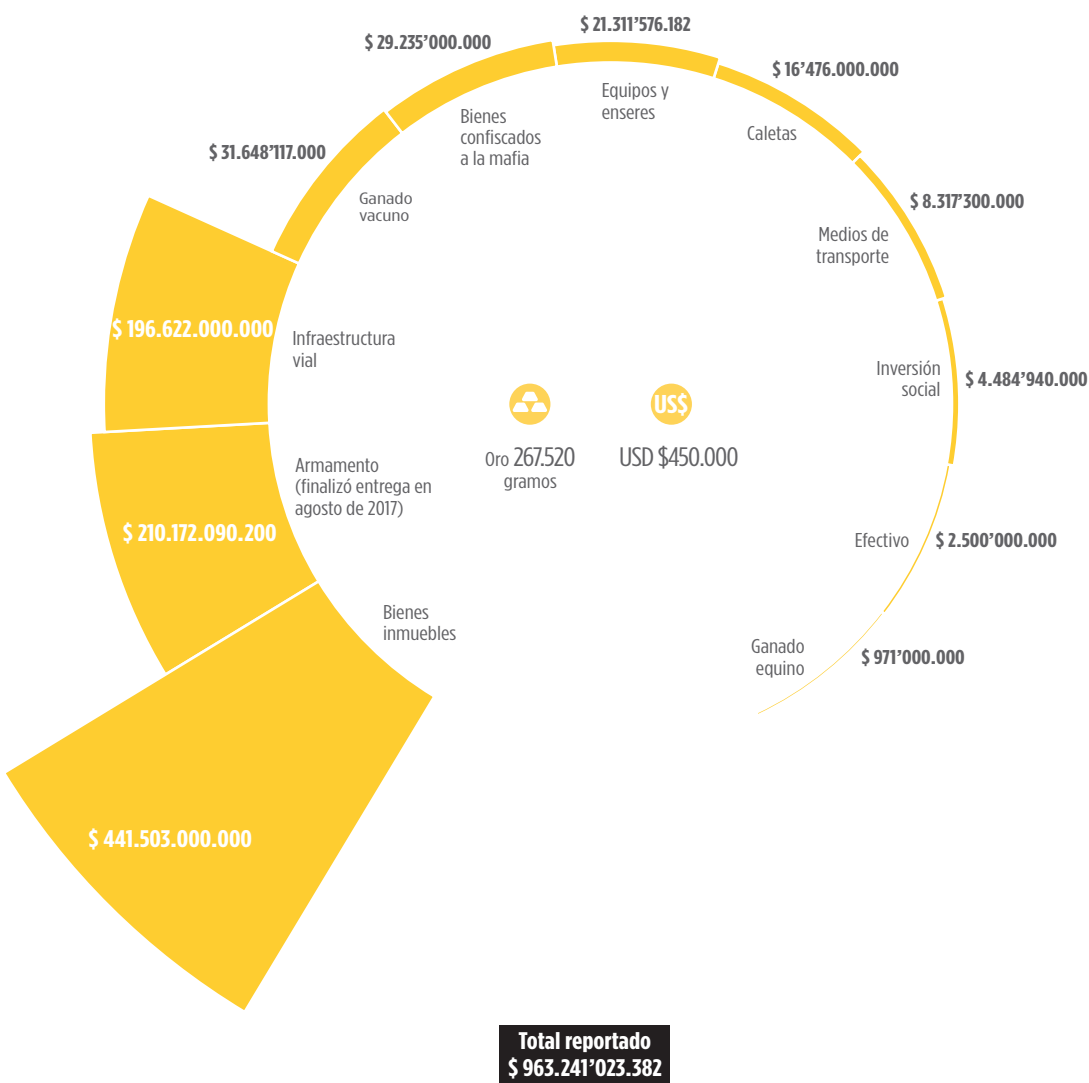 $ 21.311’576.182
Equipos y
enseres
$ 29.235’000.000
Bienes
confiscados
a la mafia
$ 16’476.000.000
Caletas
$ 31.648’117.000
Ganado
vacuno
$ 8.317’300.000
Medios de
transporte
$ 196.622.000.000
Infraestructura
vial
Inversión
social
$ 4.484’940.000
US$
Oro 267.520
gramos
USD $450.000
Armamento
(finalizó entrega en
agosto de 2017)
$ 210.172.090.200
Efectivo
$ 2.500’000.000
Bienes
inmuebles
$ 441.503.000.000
Ganado
equino
$ 971’000.000
Total reportado
$ 963.241’023.382